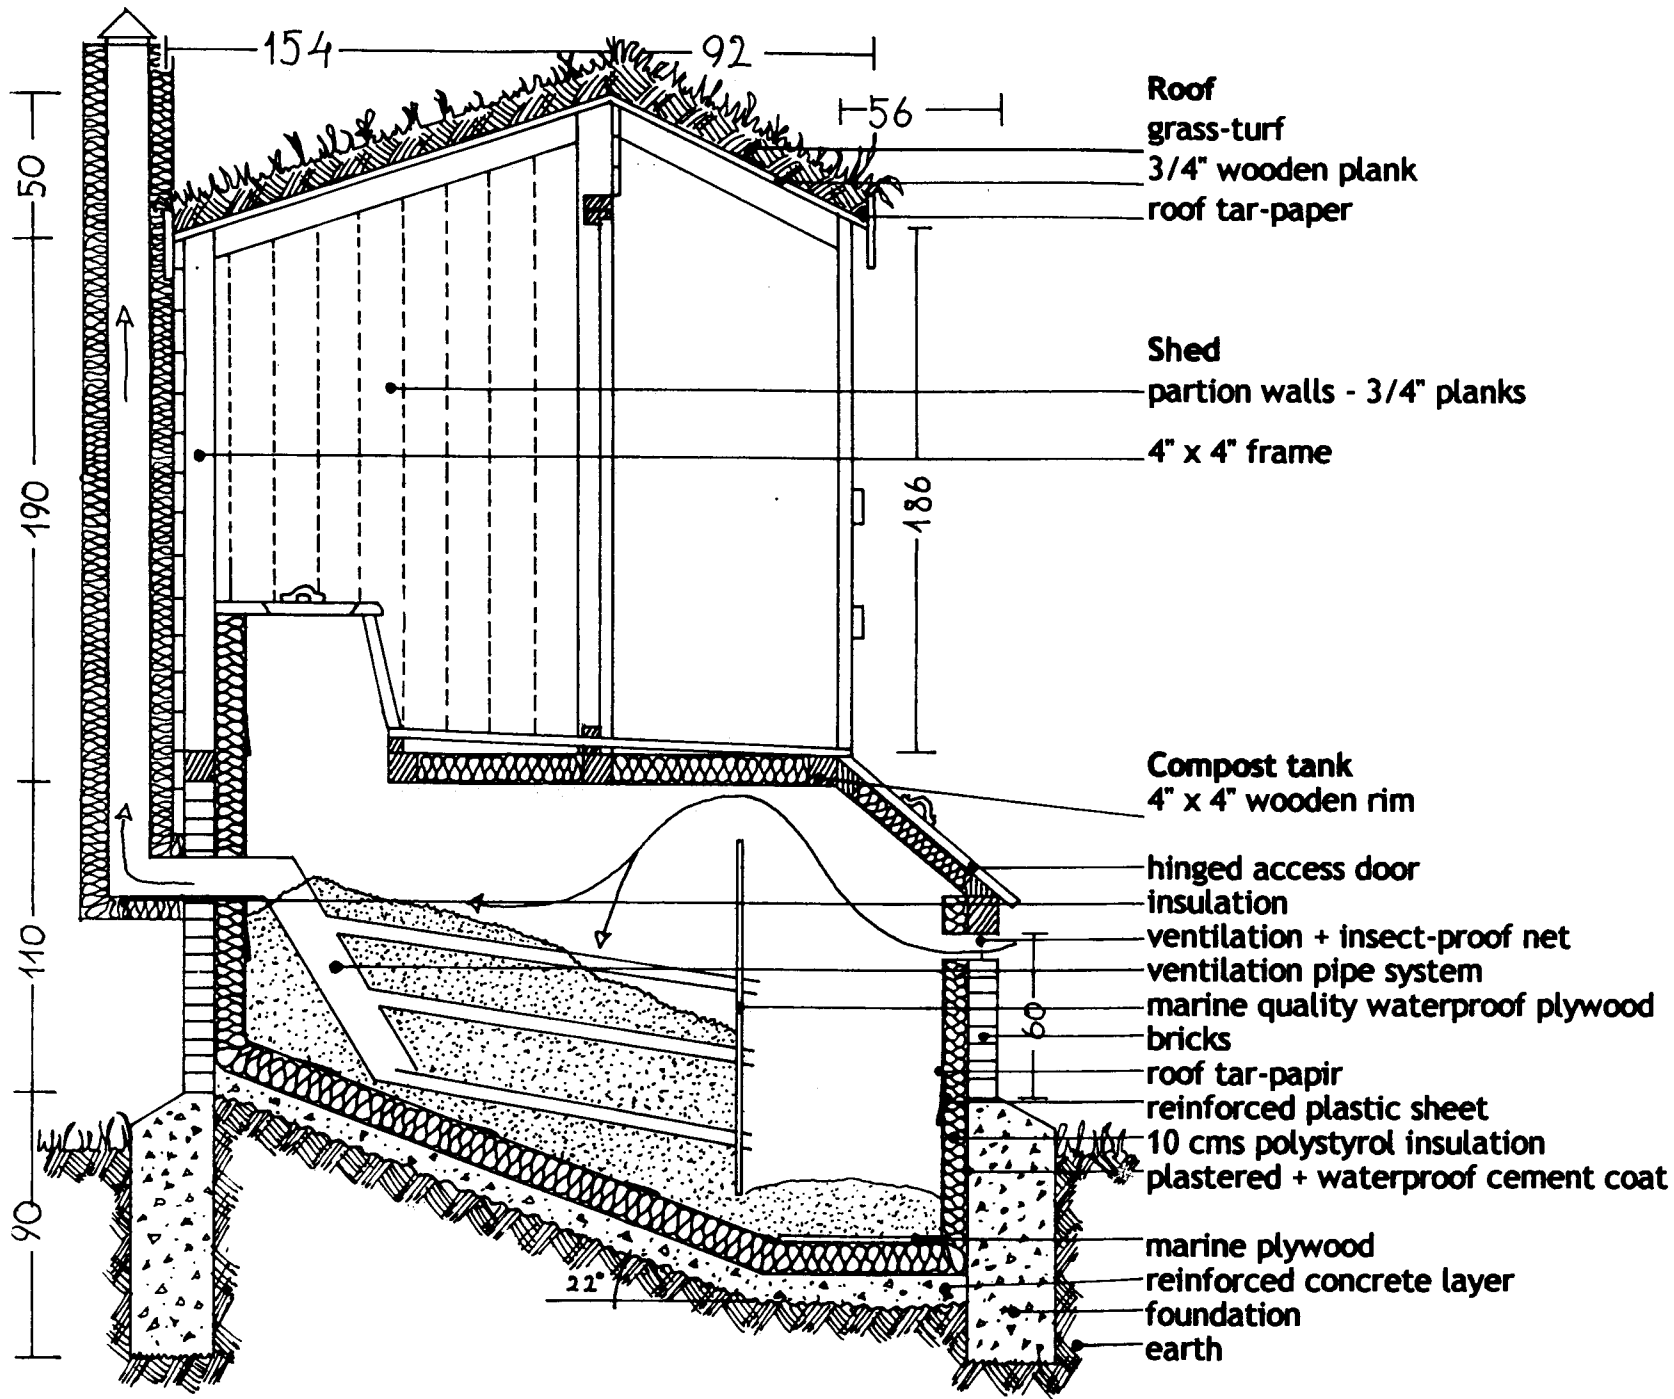 154
92
56
50
190
110
90
186
60
22°
Roof
grass-turf
3/4" wooden plank
roof tar-paper
Shed
partion walls - 3/4" planks
4" x 4" frame
Compost tank
4" x 4" wooden rim
hinged access door
insulation
ventilation + insect-proof net
ventilation pipe system
marine quality waterproof plywood
bricks
roof tar-papir
reinforced plastic sheet
10 cms polystyrol insulation
plastered + waterproof cement coat
marine plywood
reinforced concrete layer
foundation
earth